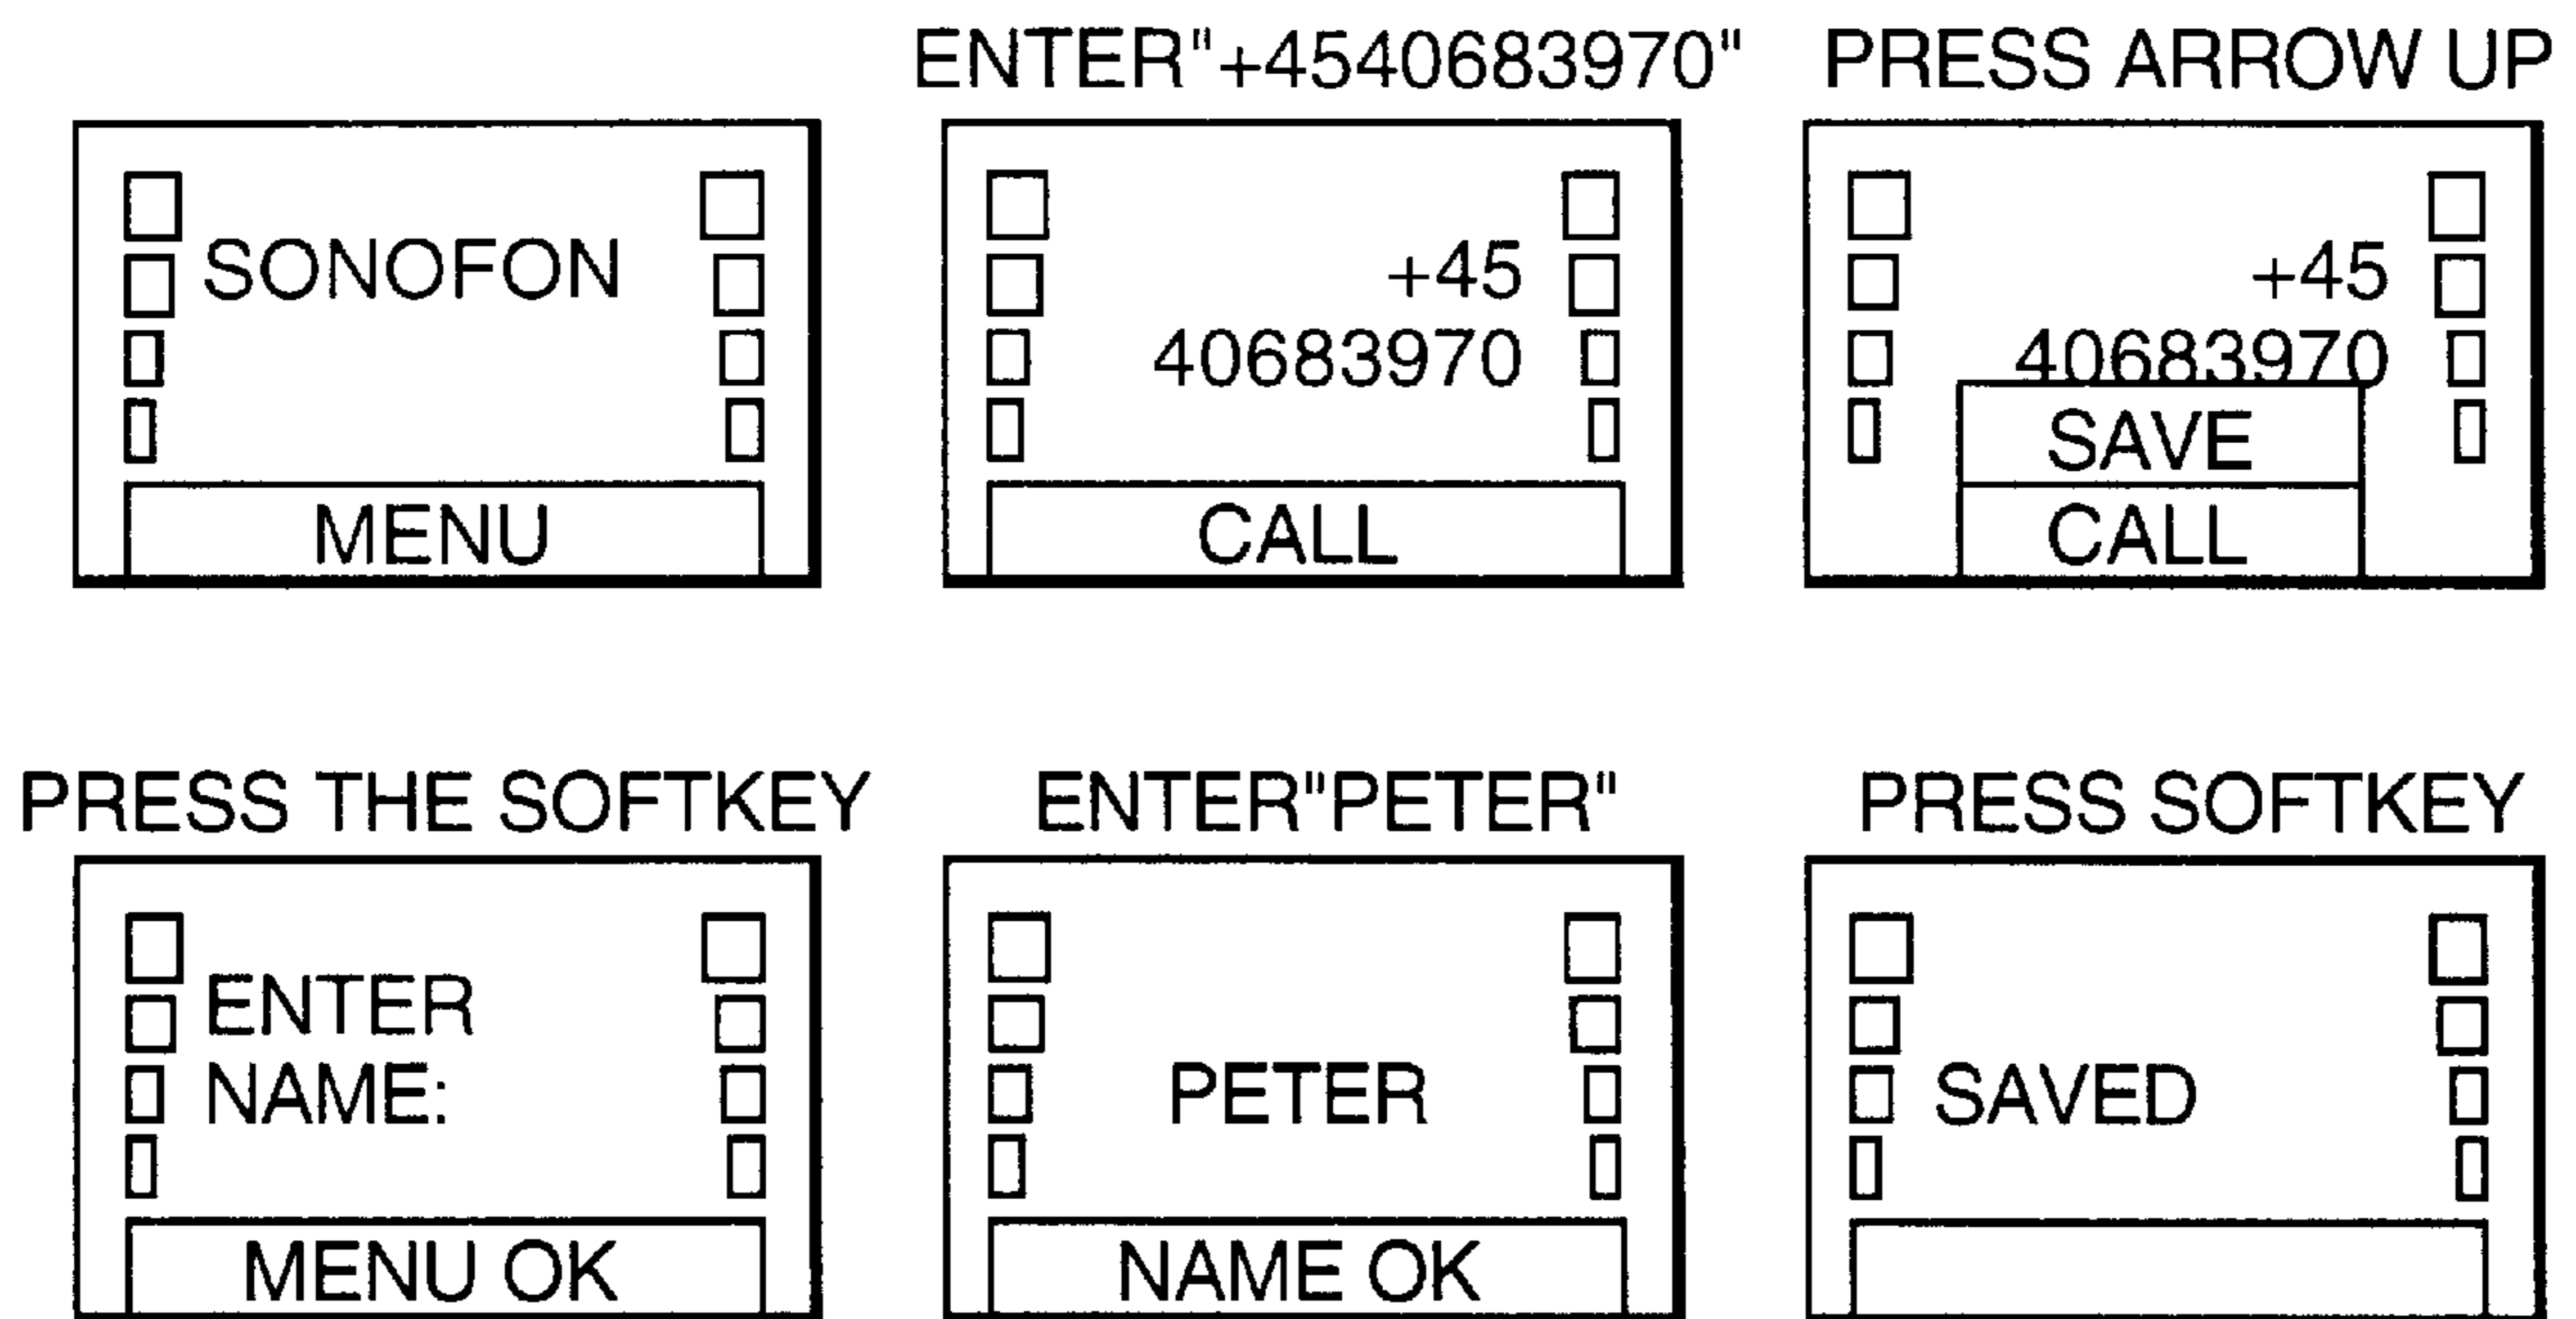 SONOFON
MENU
ENTER"+4540683970"
+45
40683970
CALL
PRESS ARROW UP
+45
40683970
SAVE
CALL
PRESS THE SOFTKEY
ENTER
NAME:
MENU OK
ENTER"PETER"
PETER
NAME OK
PRESS SOFTKEY
SAVED